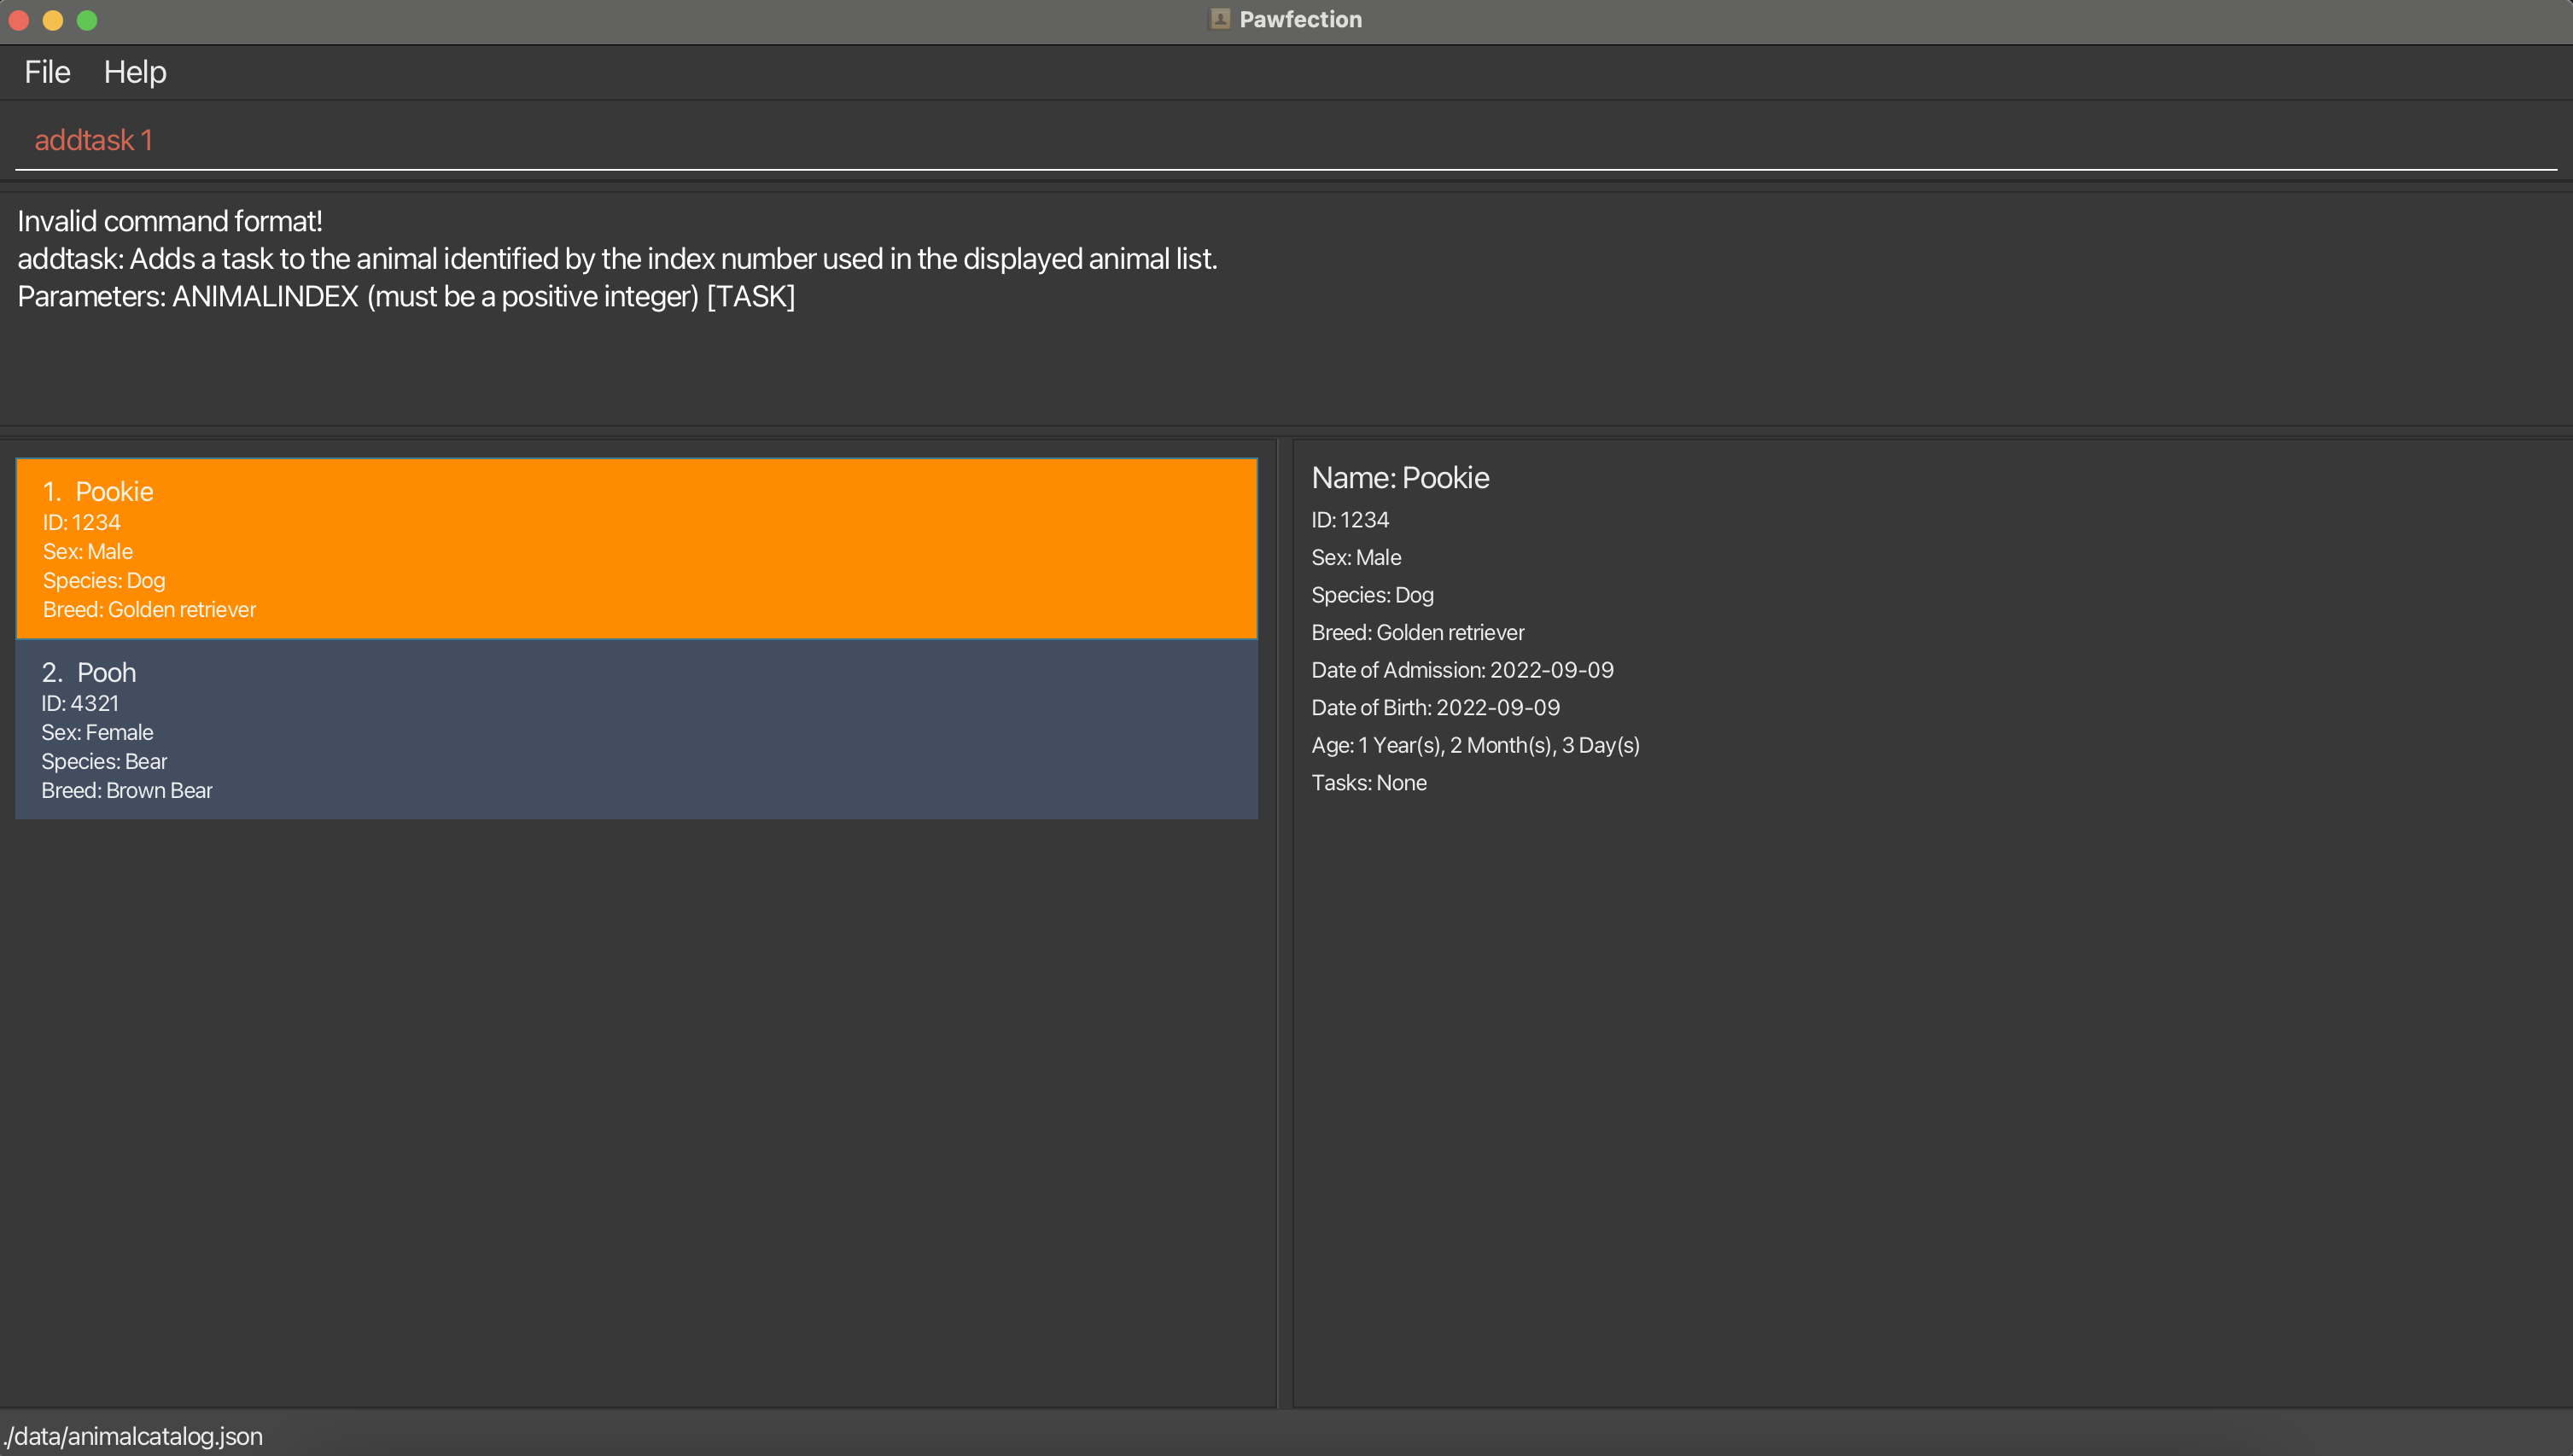 Pawfection
File Help
addtask 1
Invalid command format!
addtask: Adds a task to the animal identified by the index number used in the displayed animal list.
Parameters: ANIMALINDEX (must be a positive integer) [TASK]
1. Pookie
ID: 1234
Sex: Male
Species: Dog
Breed: Golden retriever
2. Pooh
ID: 4321
Sex: Female
Species: Bear
Breed: Brown Bear
Name: Pookie
ID: 1234
Sex: Male
Species: Dog
Breed: Golden retriever
Date of Admission: 2022-09-09
Date of Birth: 2022-09-09
Age: 1 Year(s), 2 Month(s), 3 Day(s)
Tasks: None
./data/animalcatalog.json